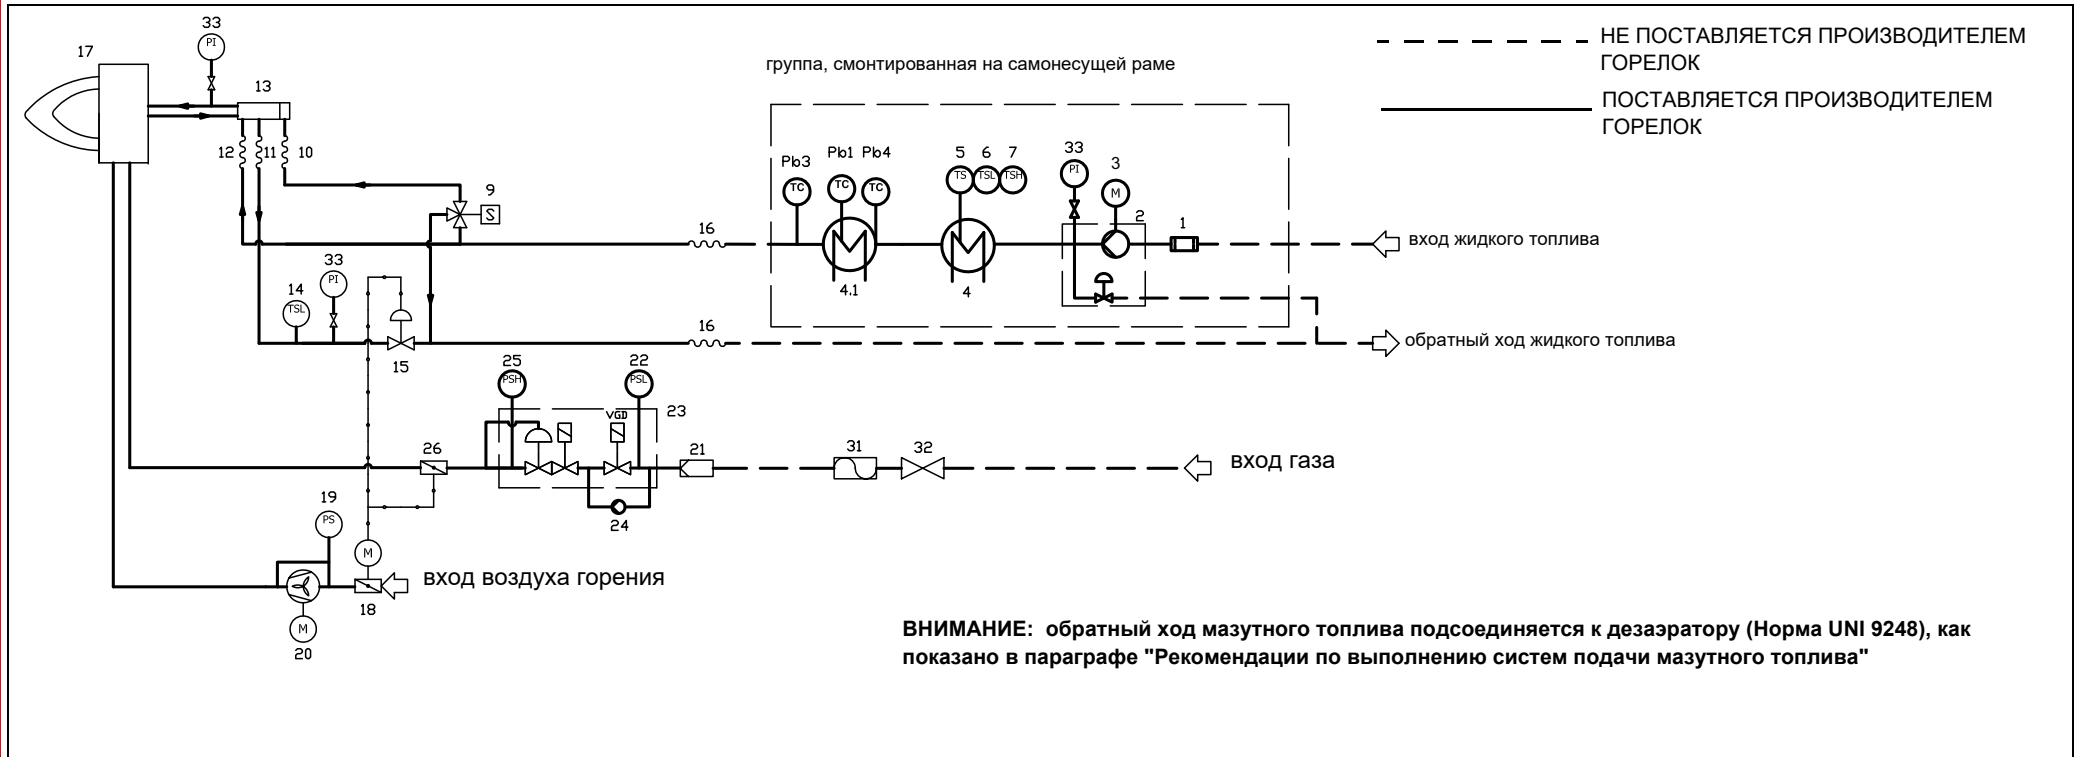 33
PI
17
13
12
11
10
9
S
16
группа, смонтированная на самонесущей раме
Pb3
Pb1
Pb4
TC
TC
TC
5
6
7
TS
TSL
TSH
33
PI
3
M
2
1
4.1
4
НЕ ПОСТАВЛЯЕТСЯ ПРОИЗВОДИТЕЛЕМ
ГОРЕЛОК
ПОСТАВЛЯЕТСЯ ПРОИЗВОДИТЕЛЕМ
ГОРЕЛОК
вход жидкого топлива
14
TSL
33
PI
15
16
обратный ход жидкого топлива
25
PSH
22
PSL
VGD
23
26
24
21
31
32
вход газа
19
PS
M
18
M
20
вход воздуха горения
ВНИМАНИЕ: обратный ход мазутного топлива подсоединяется к дезаэратору (Норма UNI 9248), как
показано в параграфе "Рекомендации по выполнению систем подачи мазутного топлива"